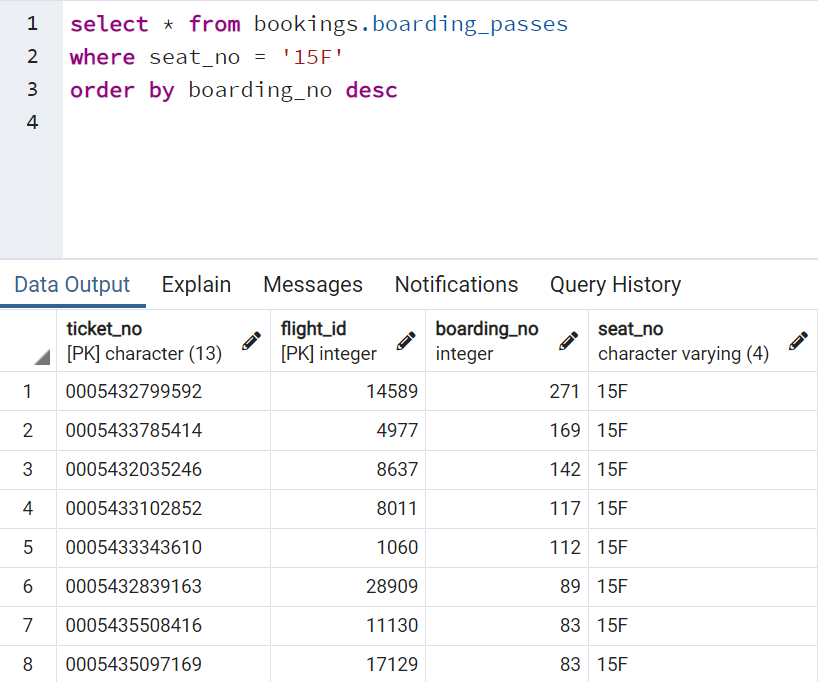 1 select * from bookings.boarding_passes
2 where seat_no = '15F'
3 order by boarding_no desc
4
Data Output Explain Messages Notifications Query History
ticket_no flight_id boarding_no seat_no
[PK] character (13) [PK] integer integer character varying (4)
1 0005432799592 14589 271 15F
2 0005433785414 4977 169 15F
3 0005432035246 8637 142 15F
4 0005433102852 8011 117 15F
5 0005433343610 1060 112 15F
6 0005432839163 28909 89 15F
7 0005435508416 11130 83 15F
8 0005435097169 17129 83 15F